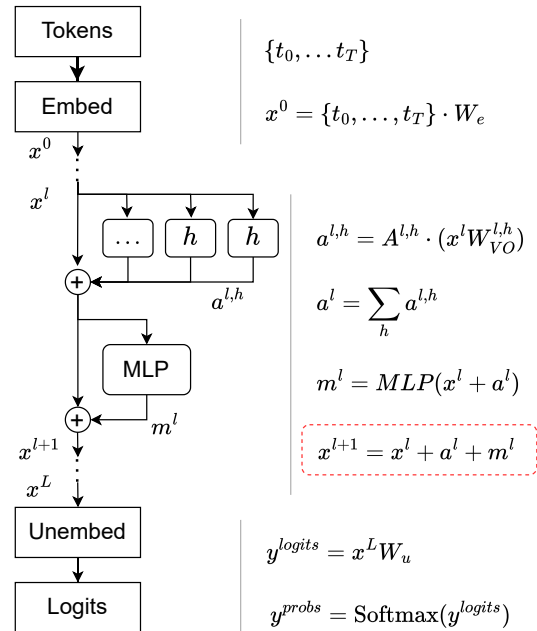 Tokens
{t_0, … t_T}
Embed
x^0 = {t_0, …, t_T} · W_e
x^0
⋮
x^l
… h h
a^{l,h} = A^{l,h} · (x^l W_{VO}^{l,h})
+
a^{l,h}
a^l = \sum_h a^{l,h}
MLP
m^l = MLP(x^l + a^l)
+
m^l
x^{l+1}
x^{l+1} = x^l + a^l + m^l
⋮
x^L
Unembed
y^{logits} = x^L W_u
Logits
y^{probs} = Softmax(y^{logits})